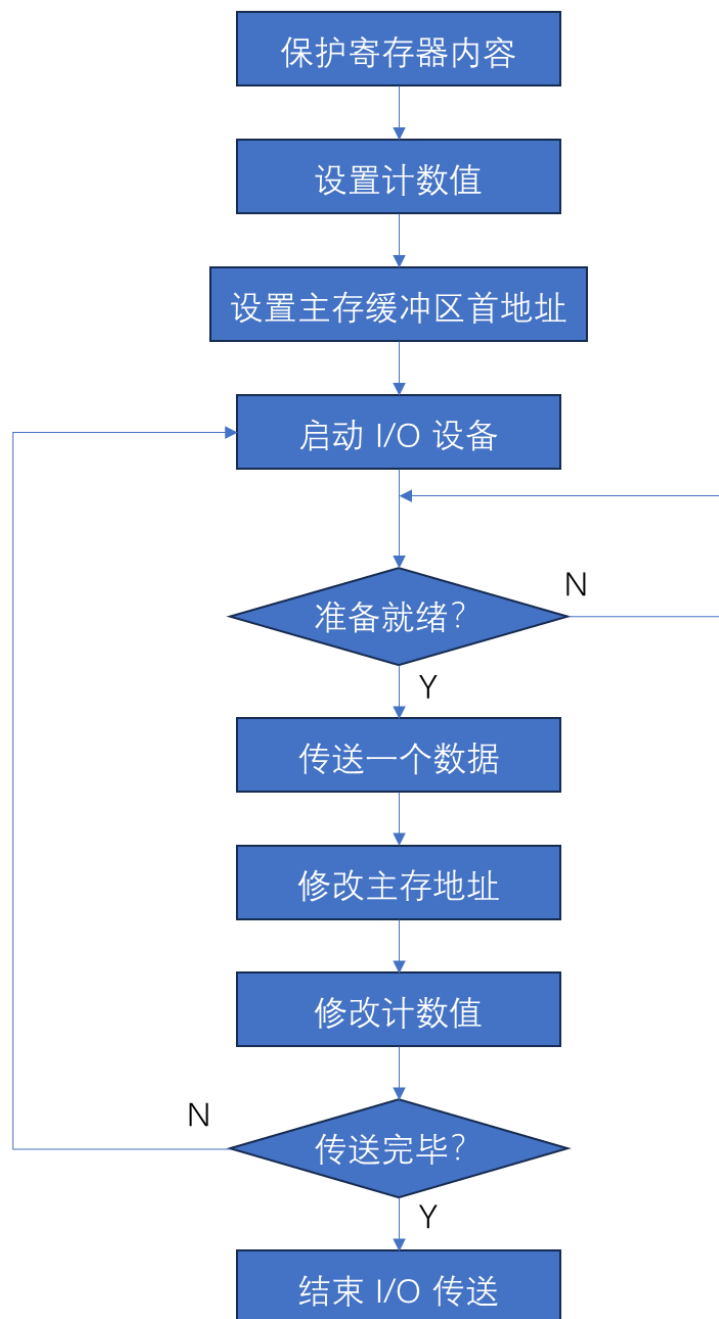 保护寄存器内容
设置计数值
设置主存缓冲区首地址
启动 I/O 设备
准备就绪?
N
Y
传送一个数据
修改主存地址
修改计数值
N
传送完毕?
Y
结束 I/O 传送